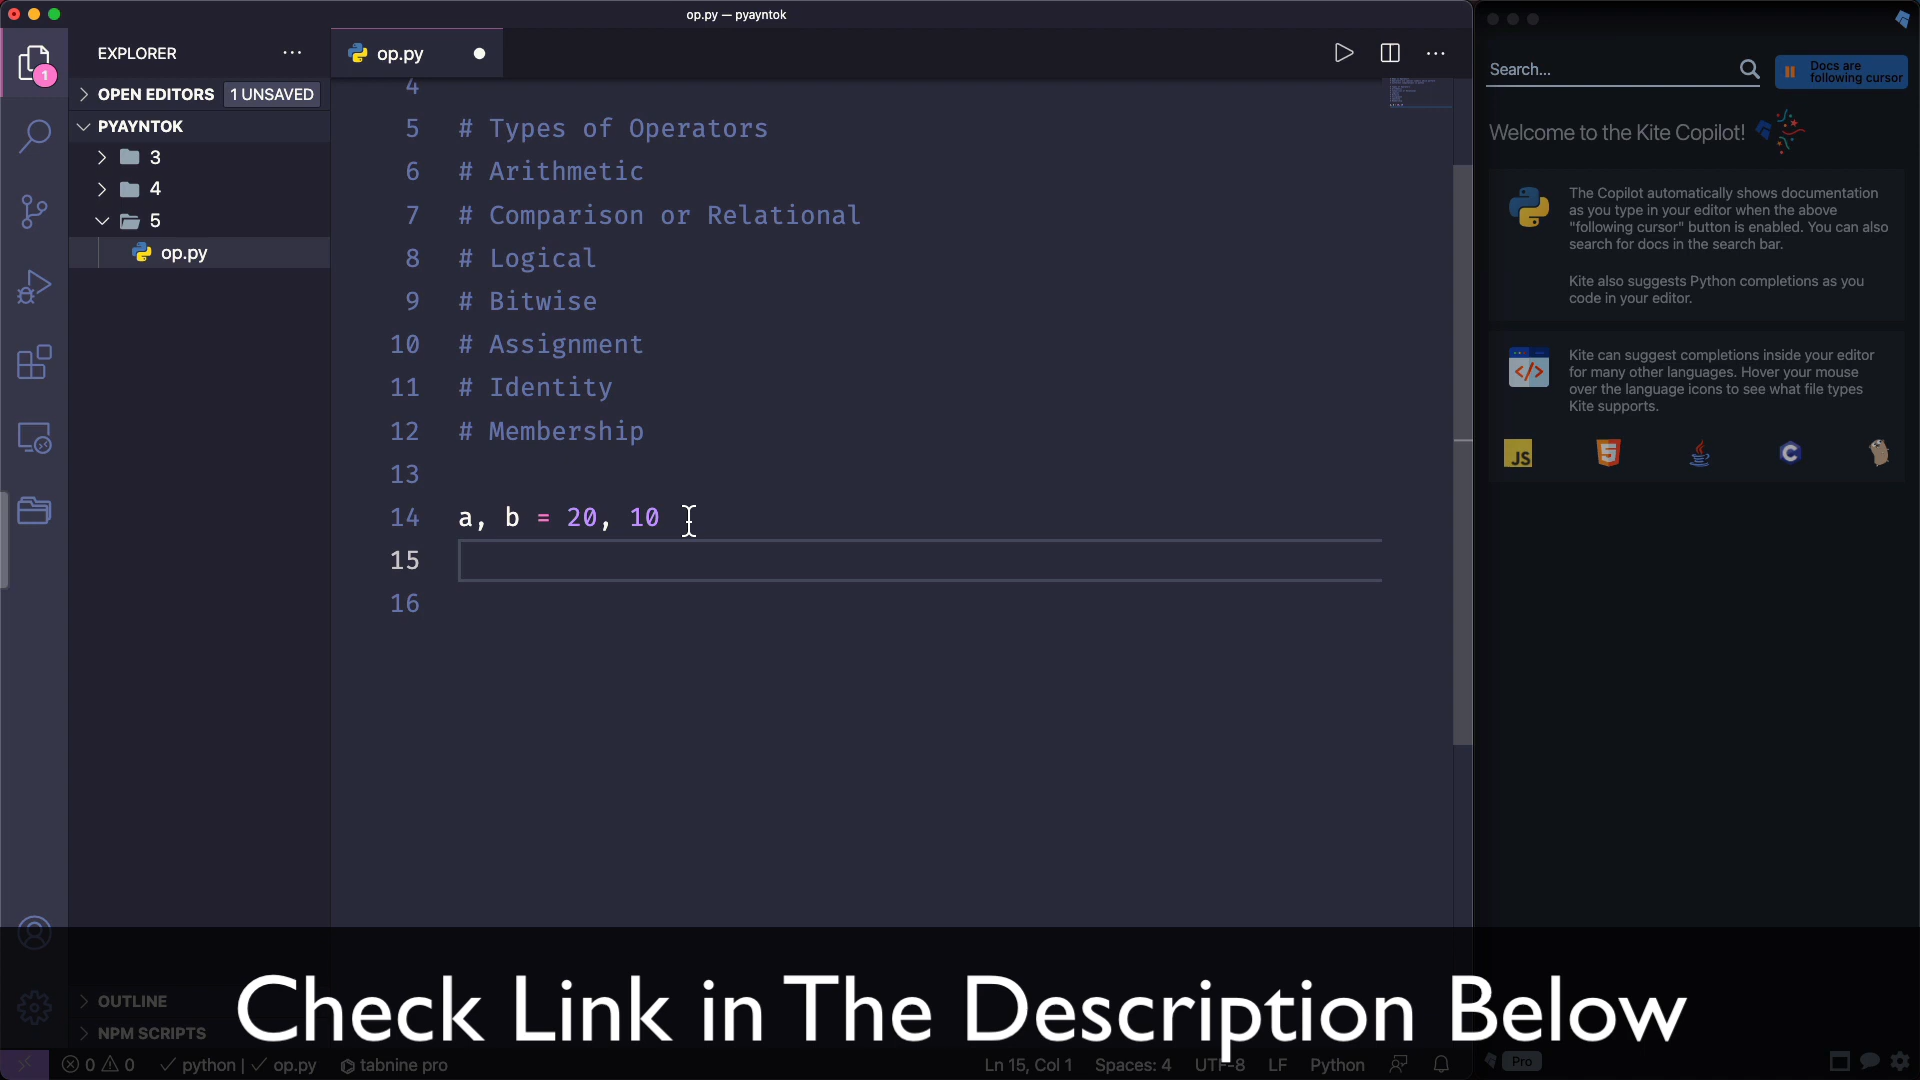 op.py — pyayntok
EXPLORER
1
OPEN EDITORS 1 UNSAVED
PYAYNTOK
3
4
5
op.py
op.py
4
5 # Types of Operators
6 # Arithmetic
7 # Comparison or Relational
8 # Logical
9 # Bitwise
10 # Assignment
11 # Identity
12 # Membership
13
14 a, b = 20, 10
15
16
Search...
Docs are
following cursor
Welcome to the Kite Copilot!
The Copilot automatically shows documentation
as you type in your editor when the above
"following cursor" button is enabled. You can also
search for docs in the search bar.
Kite also suggests Python completions as you
code in your editor.
Kite can suggest completions inside your editor
for many other languages. Hover your mouse
over the language icons to see what file types
Kite supports.
JS
5
C
OUTLINE
NPM SCRIPTS
Check Link in The Description Below
0 0 python | op.py tabnine pro Ln 15, Col 1 Spaces: 4 UTF-8 LF Python
Pro